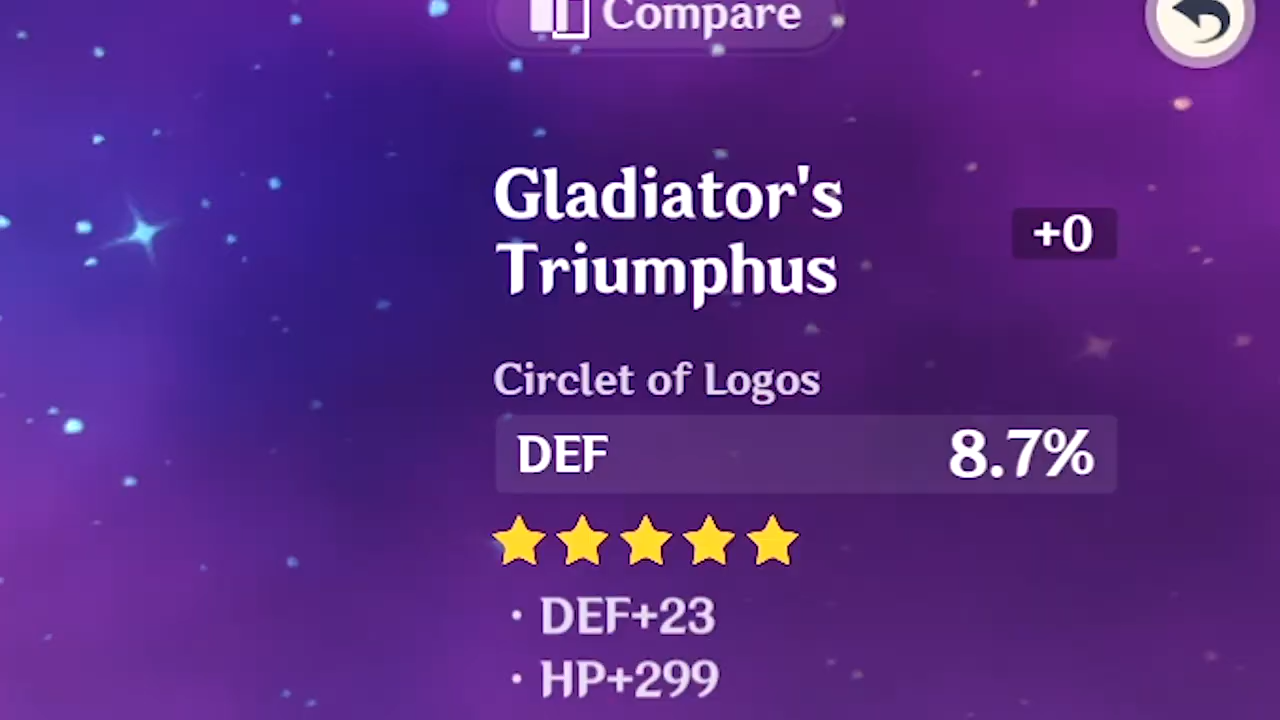 Compare
Gladiator's
Triumphus
+0
Circlet of Logos
DEF 8.7%
· DEF+23
· HP+299